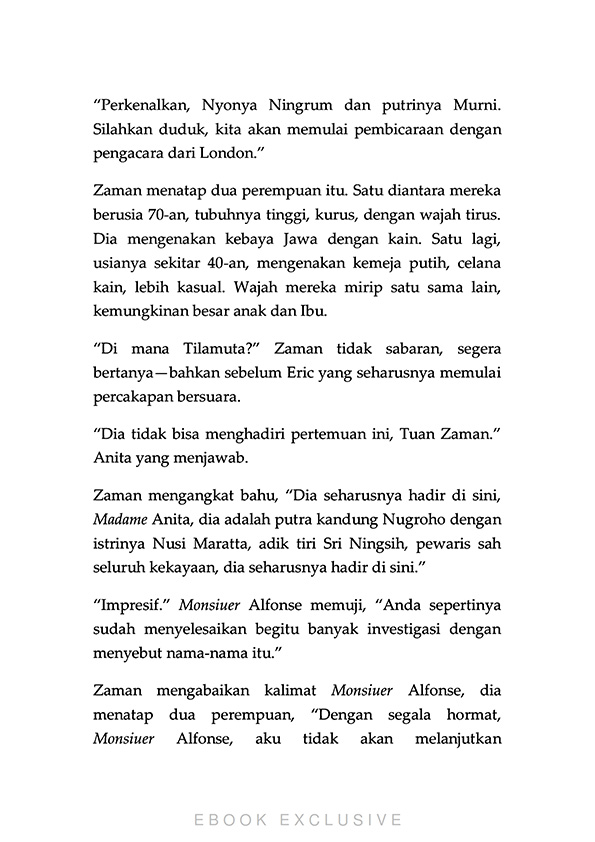 “Perkenalkan, Nyonya Ningrum dan putrinya Murni.
Silahkan duduk, kita akan memulai pembicaraan dengan
pengacara dari London.”
Zaman menatap dua perempuan itu. Satu diantara mereka
berusia 70-an, tubuhnya tinggi, kurus, dengan wajah tirus.
Dia mengenakan kebaya Jawa dengan kain. Satu lagi,
usianya sekitar 40-an, mengenakan kemeja putih, celana
kain, lebih kasual. Wajah mereka mirip satu sama lain,
kemungkinan besar anak dan Ibu.
“Di mana Tilamuta?” Zaman tidak sabaran, segera
bertanya—bahkan sebelum Eric yang seharusnya memulai
percakapan bersuara.
“Dia tidak bisa menghadiri pertemuan ini, Tuan Zaman.”
Anita yang menjawab.
Zaman mengangkat bahu, “Dia seharusnya hadir di sini,
Madame Anita, dia adalah putra kandung Nugroho dengan
istrinya Nusi Maratta, adik tiri Sri Ningsih, pewaris sah
seluruh kekayaan, dia seharusnya hadir di sini.”
“Impresif.” Monsiuer Alfonse memuji, “Anda sepertinya
sudah menyelesaikan begitu banyak investigasi dengan
menyebut nama-nama itu.”
Zaman mengabaikan kalimat Monsiuer Alfonse, dia
menatap dua perempuan, “Dengan segala hormat,
Monsiuer Alfonse, aku tidak akan melanjutkan
EBOOK EXCLUSIVE